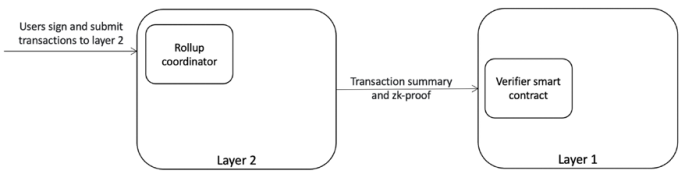 Users sign and submit
transactions to layer 2
Rollup
coordinator
Layer 2
Transaction summary
and zk-proof
Verifier smart
contract
Layer 1